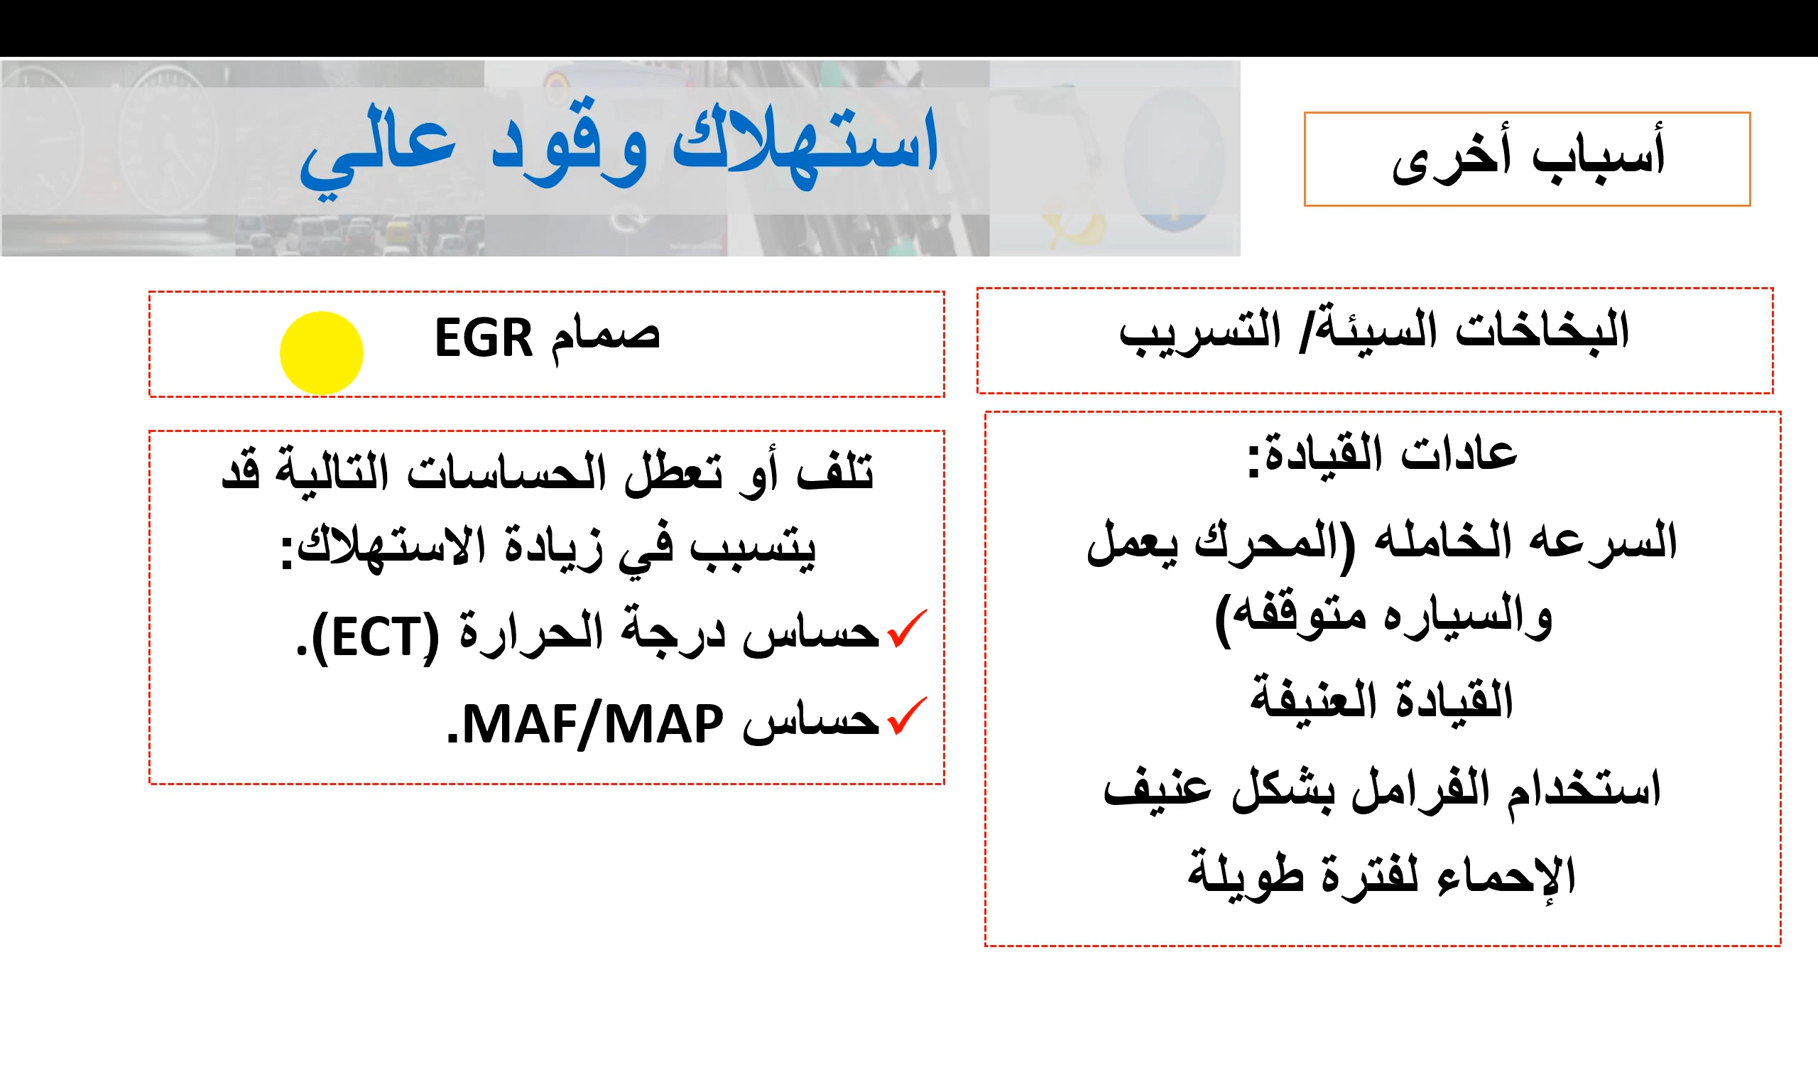 استهلاك وقود عالي
أسباب أخرى
البخاخات السيئة/ التسريب
عادات القيادة:
السرعه الخامله (المحرك يعمل
والسياره متوقفه)
القيادة العنيفة
استخدام الفرامل بشكل عنيف
الإحماء لفترة طويلة
صمام EGR
تلف أو تعطل الحساسات التالية قد
يتسبب في زيادة الاستهلاك:
✓حساس درجة الحرارة (ECT).
✓حساس MAF/MAP.